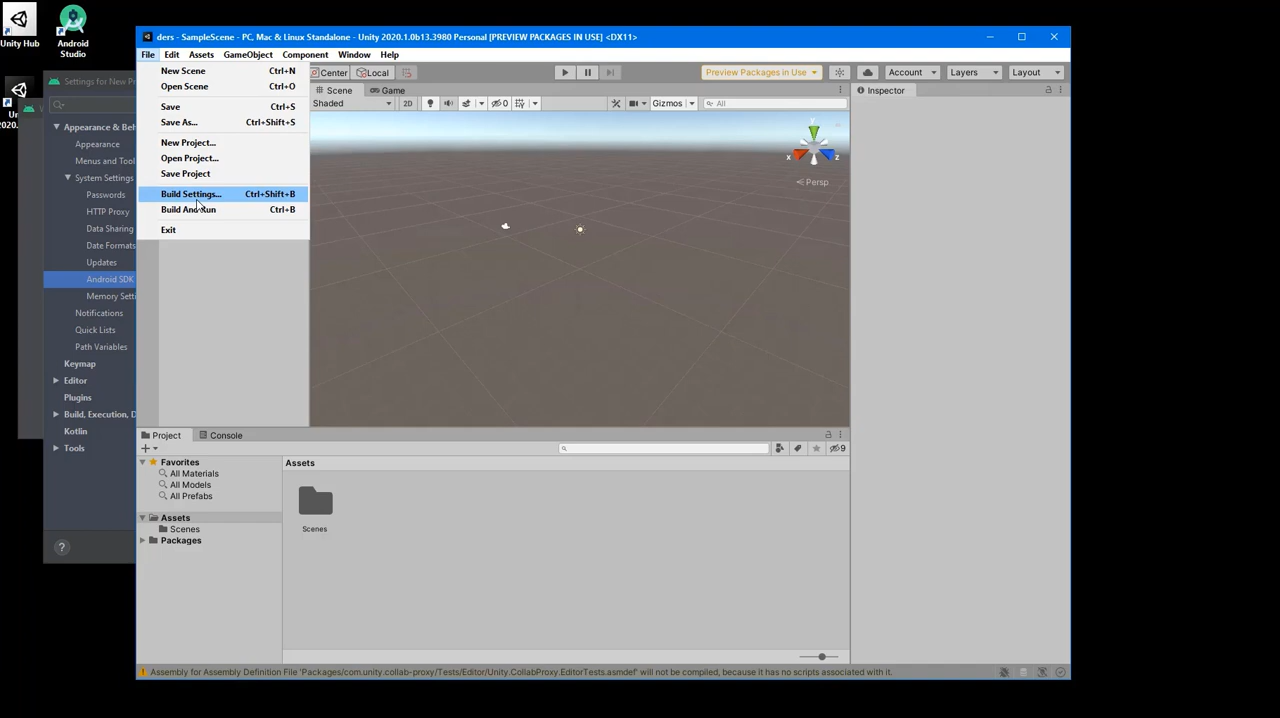 Unity Hub
Android
Studio
ders - SampleScene - PC, Mac & Linux Standalone - Unity 2020.1.0b13.3980 Personal [PREVIEW PACKAGES IN USE] <DX11>
File Edit Assets GameObject Component Window Help
Center Local Preview Packages in Use Account Layers Layout
New Scene Ctrl+N
Open Scene
Save Ctrl+S
Save As... Ctrl+Shift+S
New Project...
Open Project...
Save Project
Build Settings... Ctrl+Shift+B
Build And Run Ctrl+B
Exit
Scene Game
Shaded 2D 0 Gizmos All
y
x
z
Persp
Inspector
Settings for New Pr
Appearance & Beh
Appearance
Menus and Tool
System Settings
Passwords
HTTP Proxy
Data Sharing
Date Formats
Updates
Android SDK
Memory Setti
Notifications
Quick Lists
Path Variables
Keymap
Editor
Plugins
Build, Execution, D
Kotlin
Tools
?
Un
2020.
Project Console
9
Favorites
All Materials
All Models
All Prefabs
Assets
Scenes
Packages
Assets
Scenes
Assembly for Assembly Definition File 'Packages/com.unity.collab-proxy/Tests/Editor/Unity.CollabProxy.EditorTests.asmdef' will not be compiled, because it has no scripts associated with it.